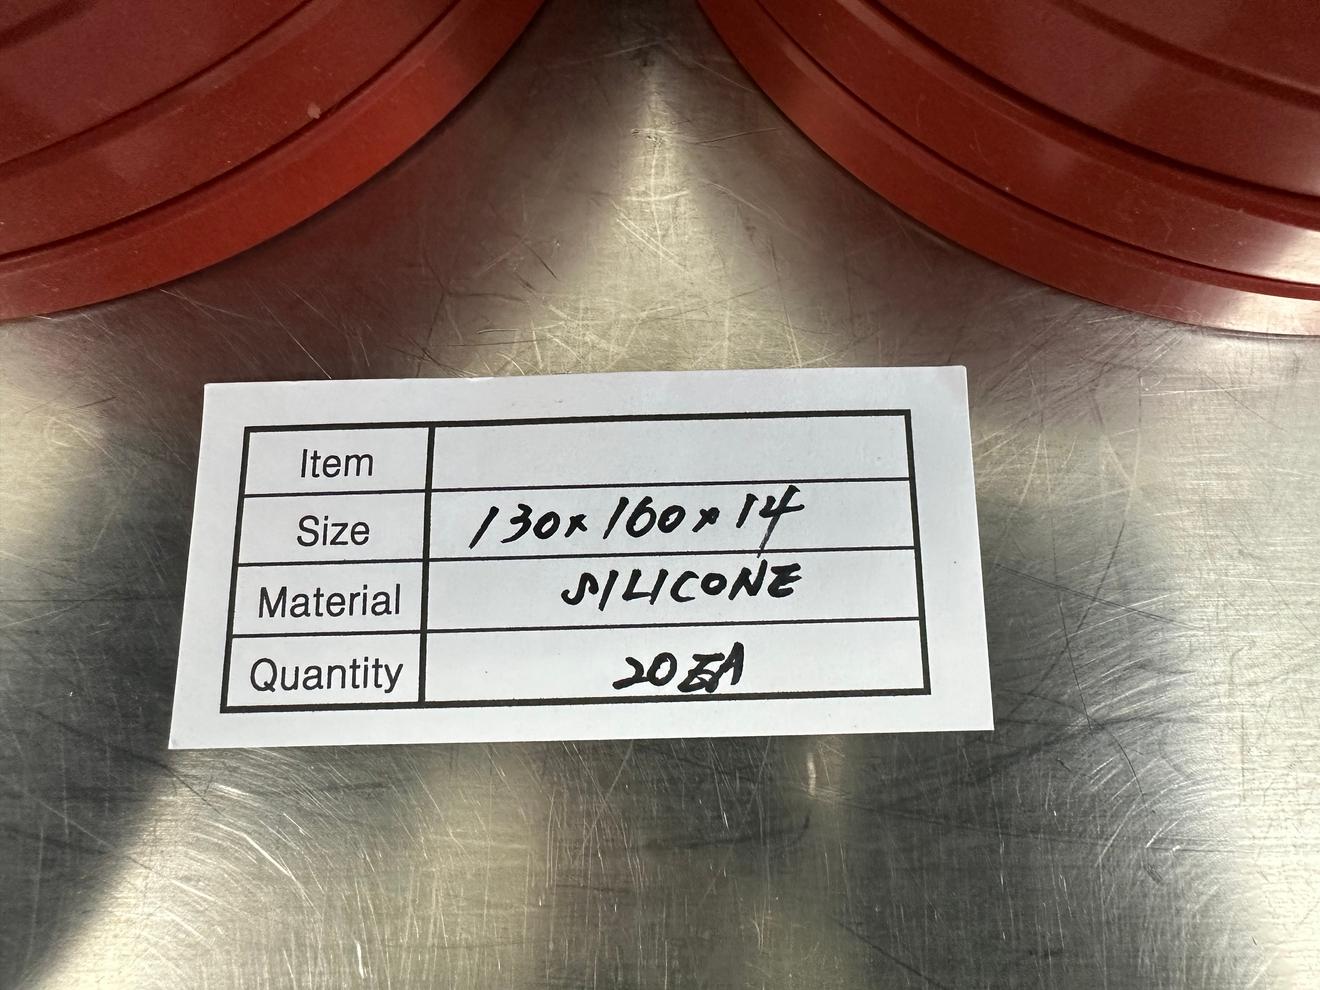 Item
Size 130x160x14
Material SILICONE
Quantity 20EA